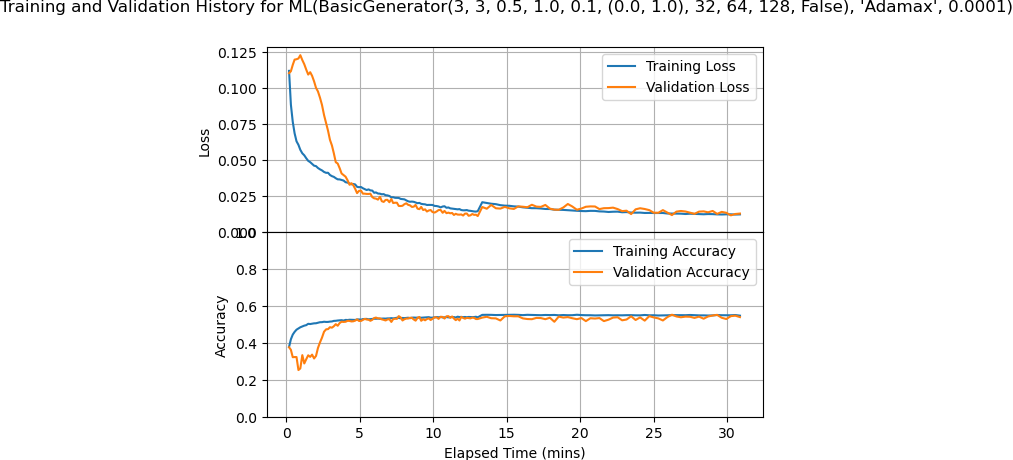 Training and Validation History for ML(BasicGenerator(3, 3, 0.5, 1.0, 0.1, (0.0, 1.0), 32, 64, 128, False), 'Adamax', 0.0001)
0.125
0.100
0.075
0.050
0.025
0.000
Loss
Training Loss
Validation Loss
1.0
0.8
0.6
0.4
0.2
0.0
Accuracy
Training Accuracy
Validation Accuracy
0 5 10 15 20 25 30
Elapsed Time (mins)